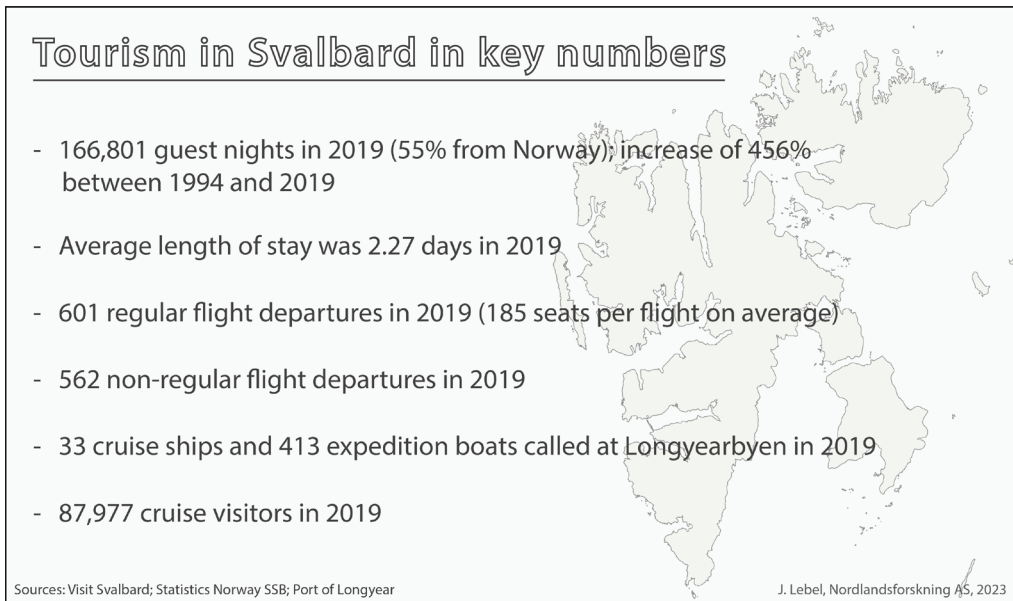 Tourism in Svalbard in key numbers
- 166,801 guest nights in 2019 (55% from Norway); increase of 456%
between 1994 and 2019
- Average length of stay was 2.27 days in 2019
- 601 regular flight departures in 2019 (185 seats per flight on average)
- 562 non-regular flight departures in 2019
- 33 cruise ships and 413 expedition boats called at Longyearbyen in 2019
- 87,977 cruise visitors in 2019
Sources: Visit Svalbard; Statistics Norway SSB; Port of Longyear
J. Lebel, Nordlandsforskning AS, 2023